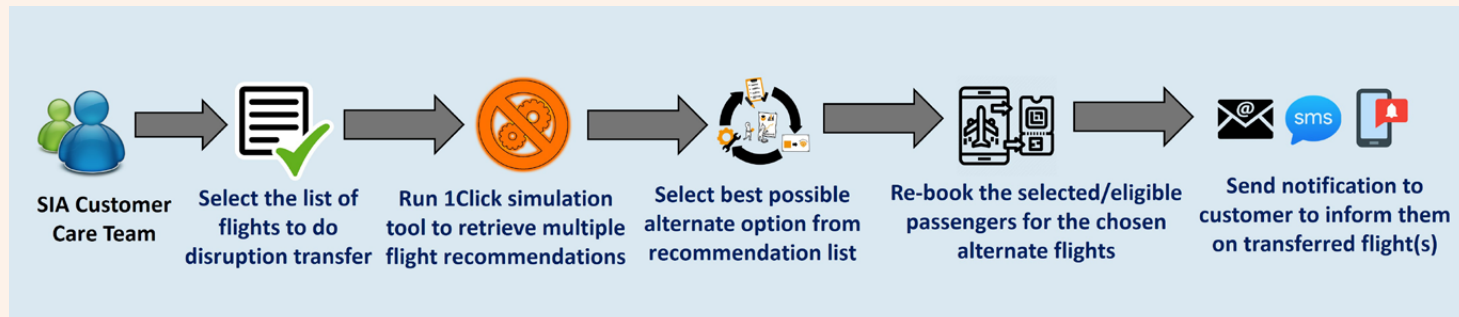 SIA Customer
Care Team
Select the list of
flights to do
disruption transfer
Run 1Click simulation
tool to retrieve multiple
flight recommendations
Select best possible
alternate option from
recommendation list
Re-book the selected/eligible
passengers for the chosen
alternate flights
@
sms
Send notification to
customer to inform them
on transferred flight(s)